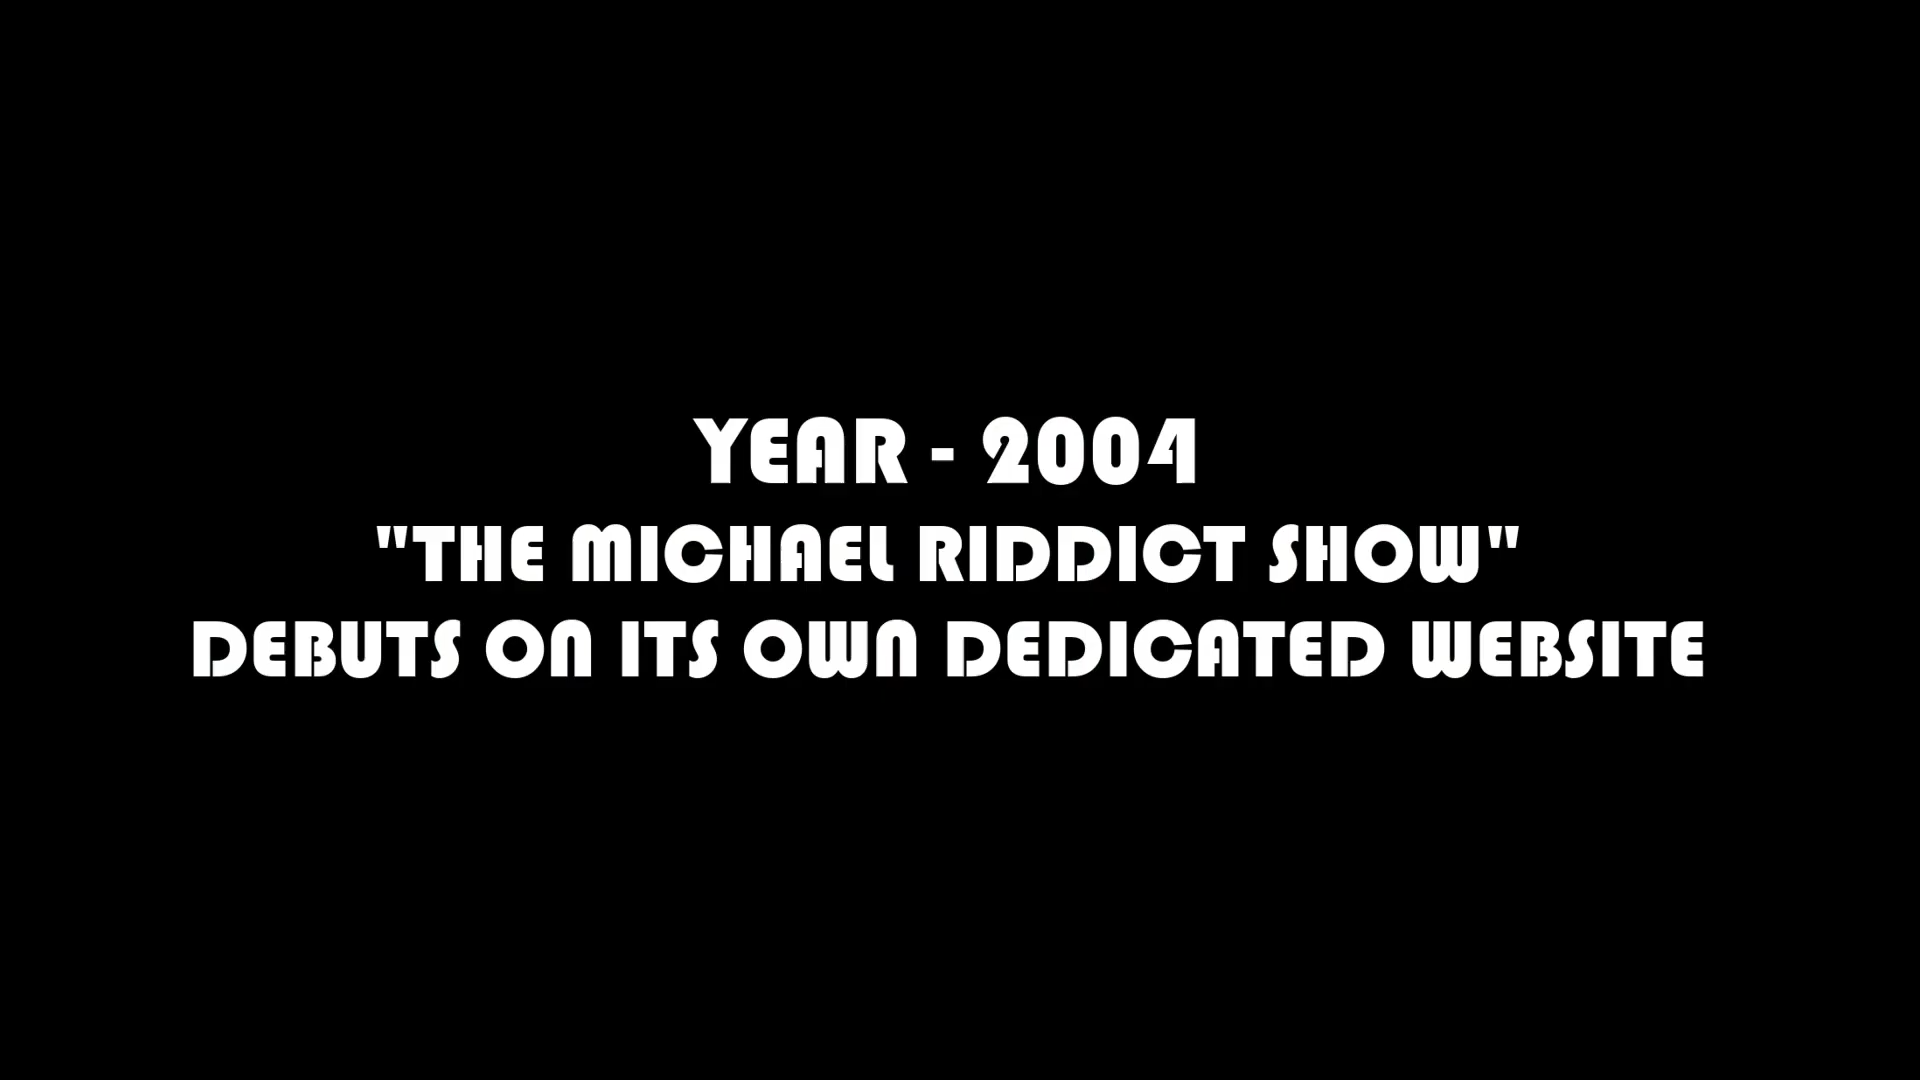 YEAR - 2004
"THE MICHAEL RIDDICT SHOW"
DEBUTS ON ITS OWN DEDICATED WEBSITE